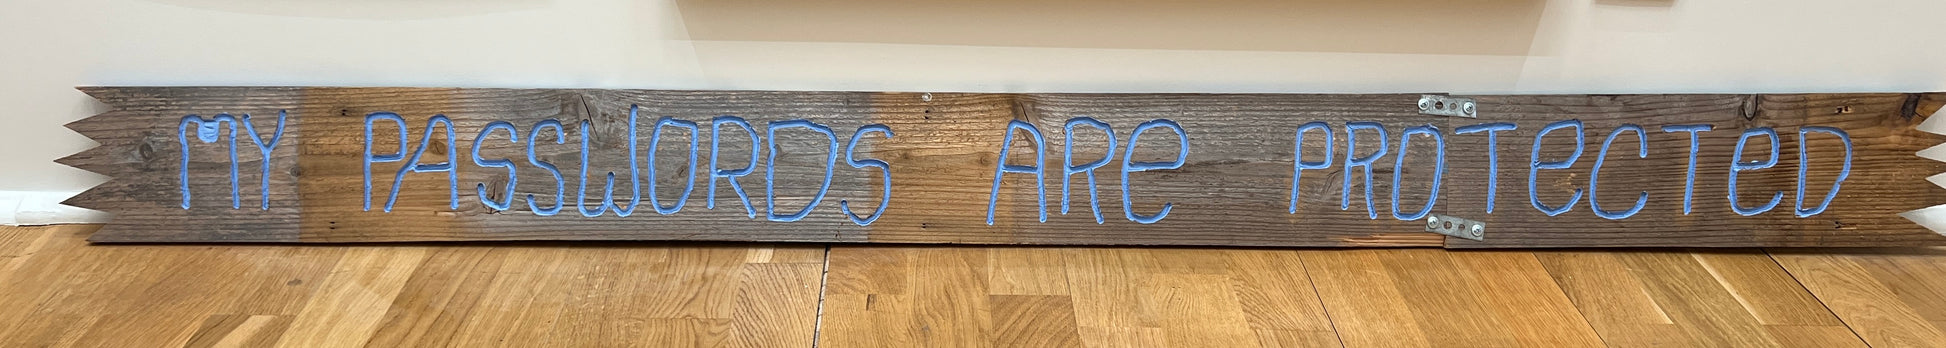 MY PASSWORDS ARE PROTeCTeD